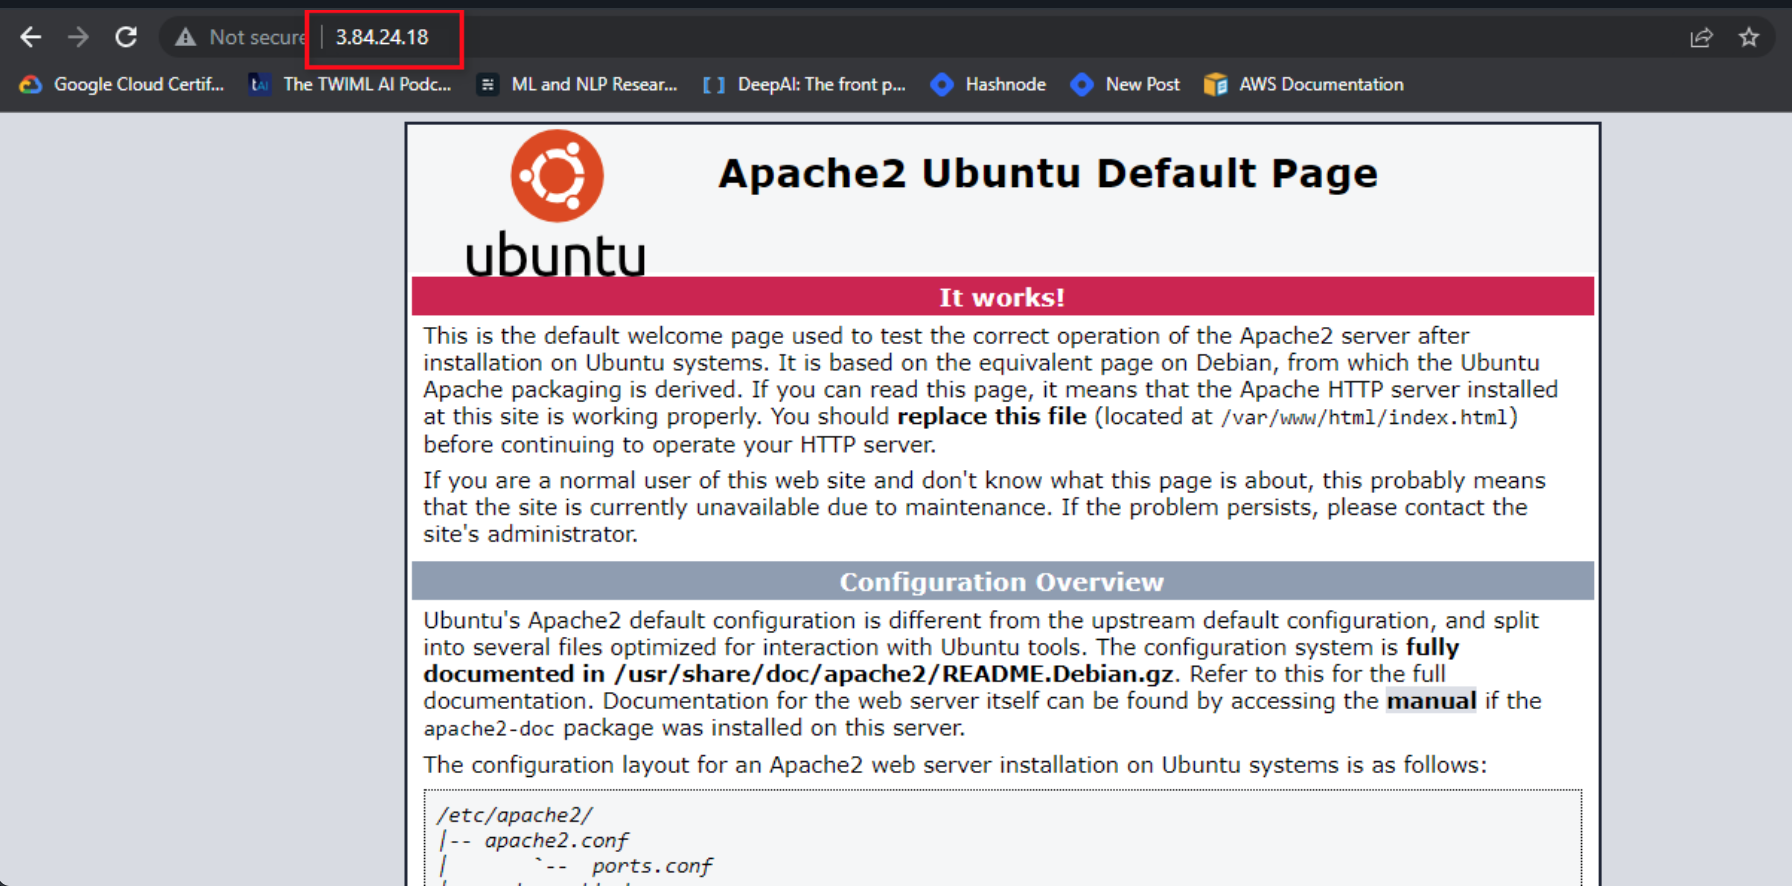 Not secure 3.84.24.18
Google Cloud Certif... The TWIML AI Podc... ML and NLP Resear... DeepAI: The front p... Hashnode New Post AWS Documentation
ubuntu
Apache2 Ubuntu Default Page
It works!
This is the default welcome page used to test the correct operation of the Apache2 server after
installation on Ubuntu systems. It is based on the equivalent page on Debian, from which the Ubuntu
Apache packaging is derived. If you can read this page, it means that the Apache HTTP server installed
at this site is working properly. You should replace this file (located at /var/www/html/index.html)
before continuing to operate your HTTP server.
If you are a normal user of this web site and don't know what this page is about, this probably means
that the site is currently unavailable due to maintenance. If the problem persists, please contact the
site's administrator.
Configuration Overview
Ubuntu's Apache2 default configuration is different from the upstream default configuration, and split
into several files optimized for interaction with Ubuntu tools. The configuration system is fully
documented in /usr/share/doc/apache2/README.Debian.gz. Refer to this for the full
documentation. Documentation for the web server itself can be found by accessing the manual if the
apache2-doc package was installed on this server.
The configuration layout for an Apache2 web server installation on Ubuntu systems is as follows:
/etc/apache2/
|-- apache2.conf
|       `--  ports.conf